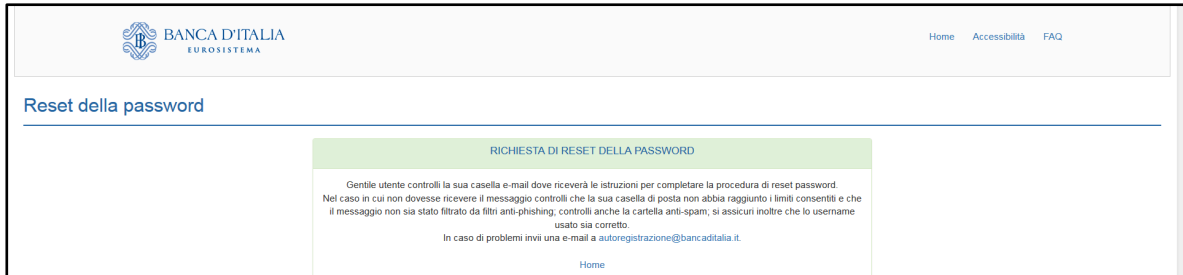 BANCA D'ITALIA
EUROSISTEMA
Home Accessibilità FAQ
Reset della password
RICHIESTA DI RESET DELLA PASSWORD
Gentile utente controlli la sua casella e-mail dove riceverà le istruzioni per completare la procedura di reset password.
Nel caso in cui non dovesse ricevere il messaggio controlli che la sua casella di posta non abbia raggiunto i limiti consentiti e che
il messaggio non sia stato filtrato da filtri anti-phishing; controlli anche la cartella anti-spam; si assicuri inoltre che lo username
usato sia corretto.
In caso di problemi invii una e-mail a autoregistrazione@bancaditalia.it.
Home